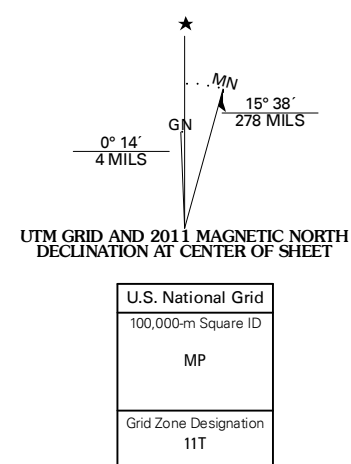 MN
15° 38´
278 MILS
GN
0° 14´
4 MILS
UTM GRID AND 2011 MAGNETIC NORTH
DECLINATION AT CENTER OF SHEET
U.S. National Grid
100,000-m Square ID
MP
Grid Zone Designation
11T